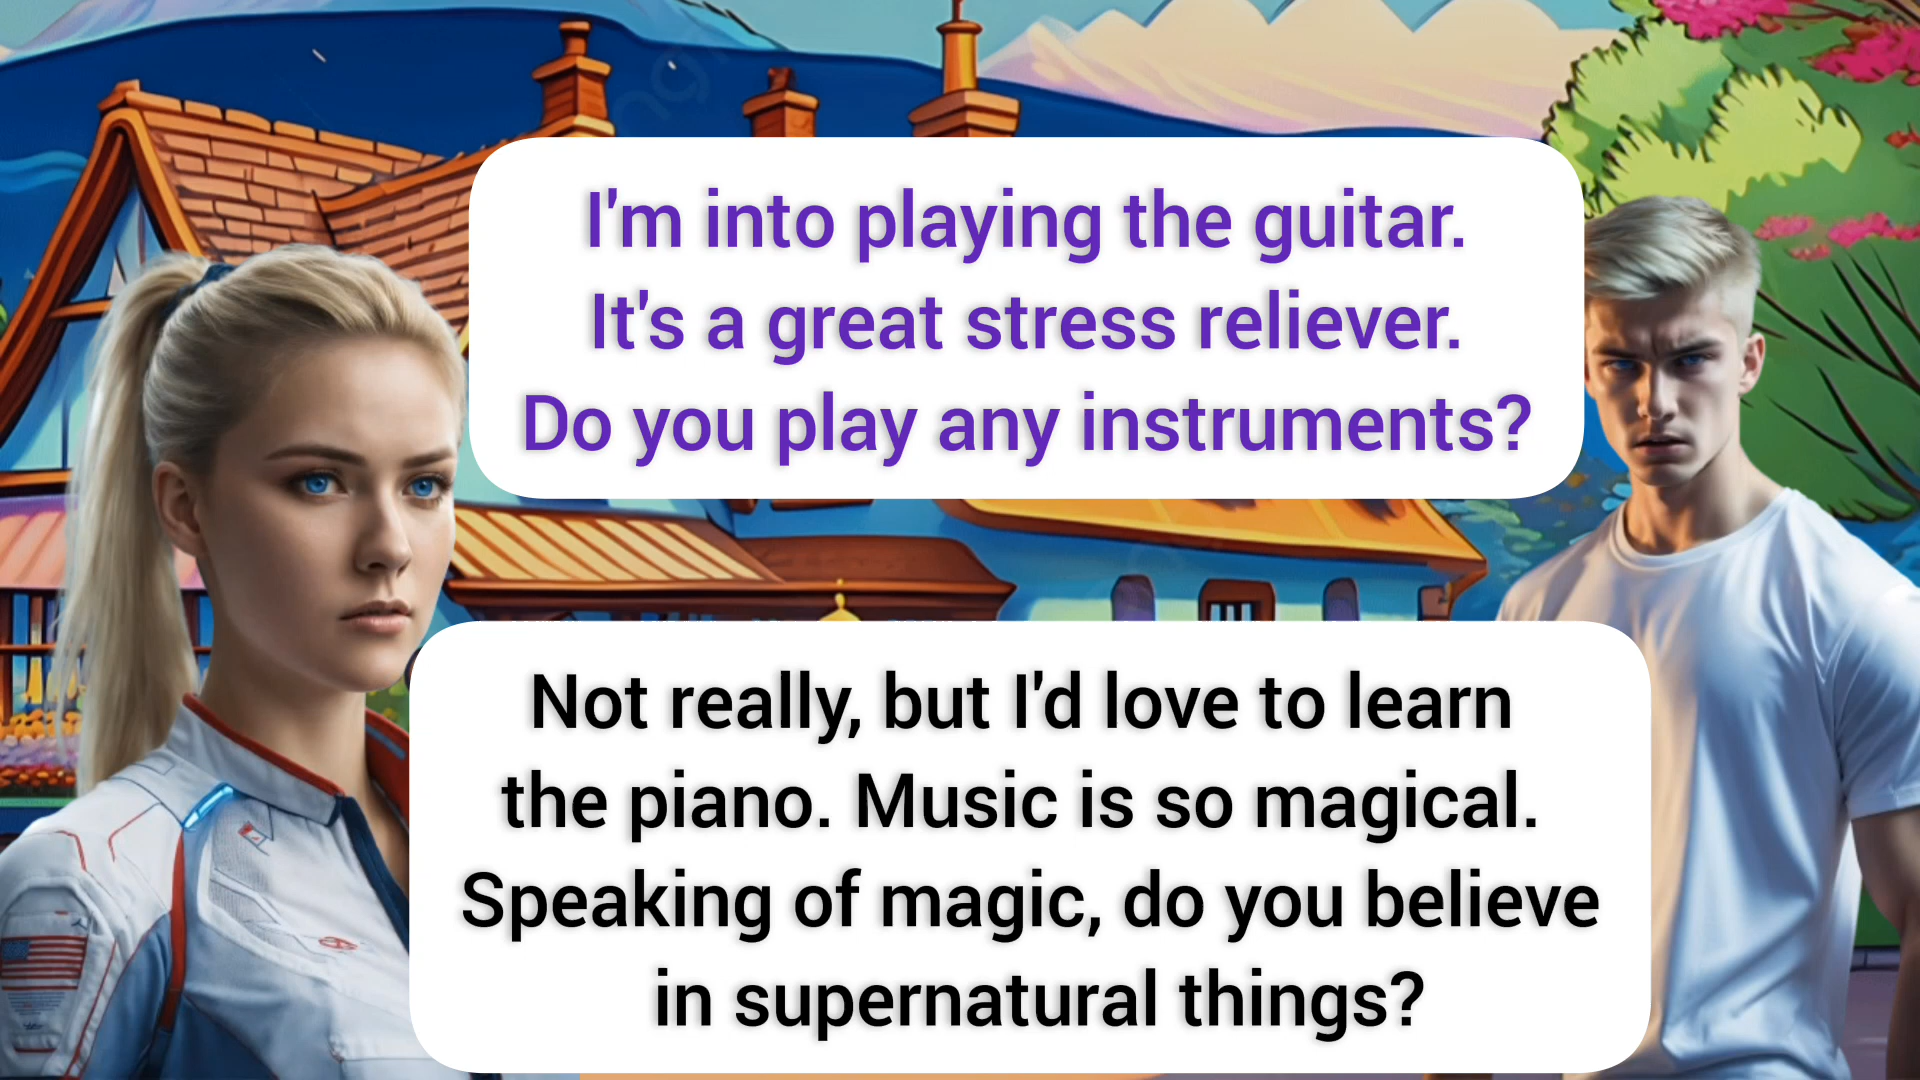 I'm into playing the guitar.
It's a great stress reliever.
Do you play any instruments?
Not really, but I'd love to learn
the piano. Music is so magical.
Speaking of magic, do you believe
in supernatural things?